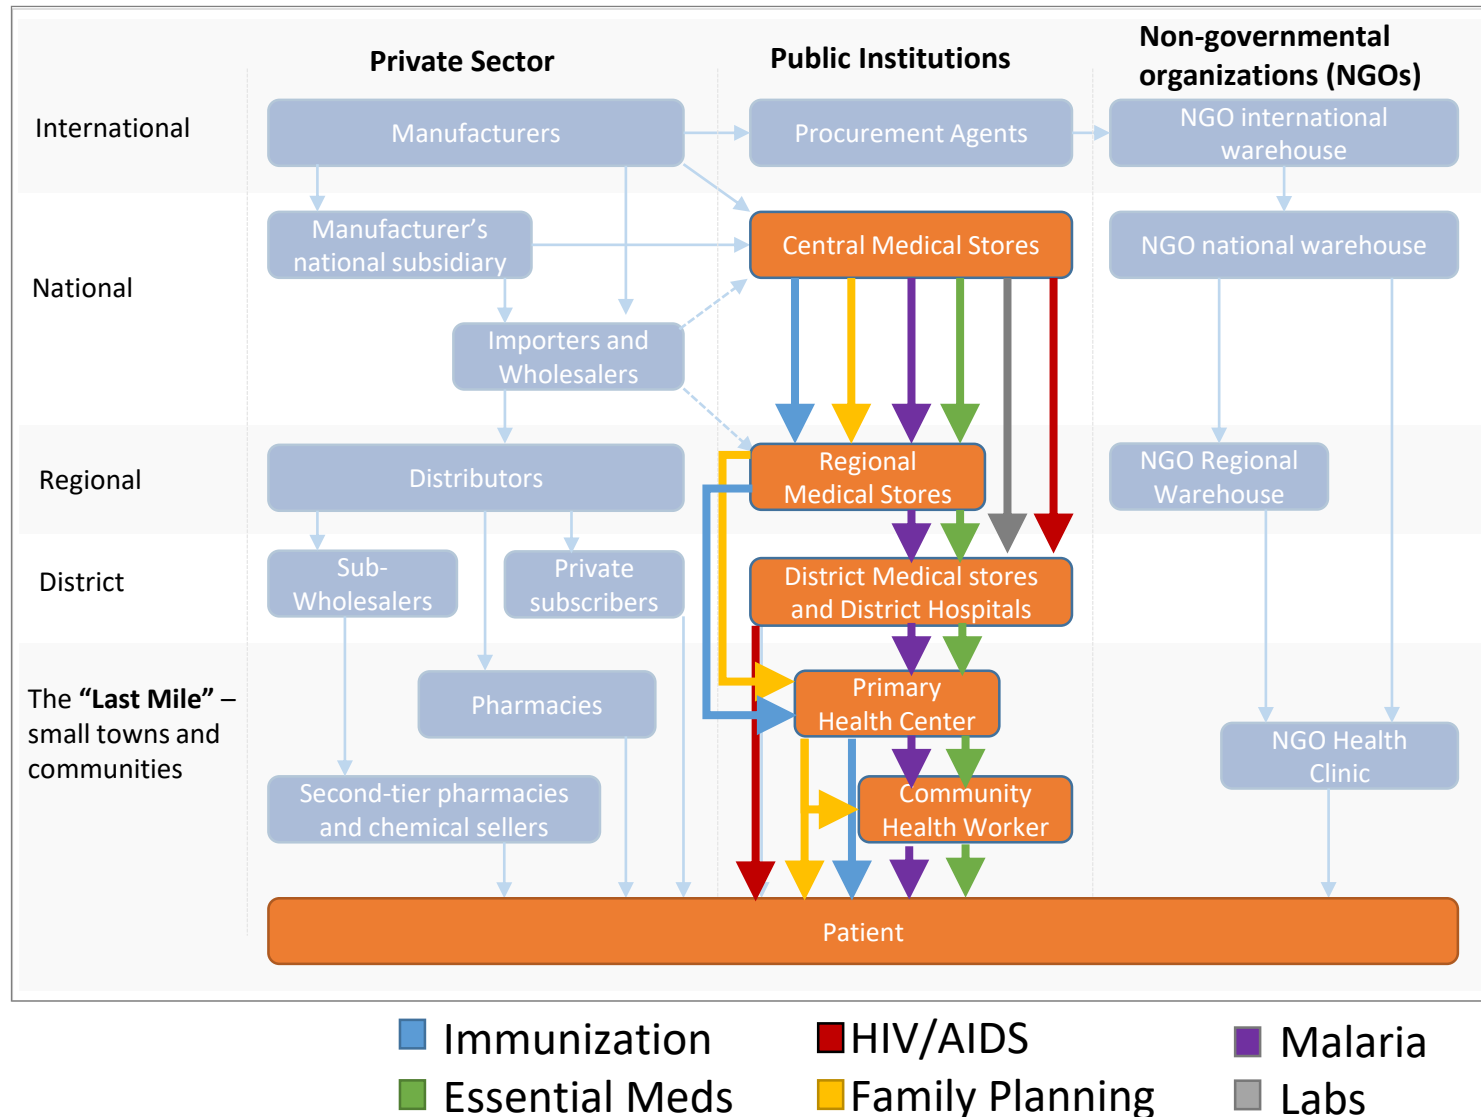 Private Sector
Public Institutions
Non-governmental
organizations (NGOs)
International
Manufacturers
Procurement Agents
NGO international
warehouse
National
Manufacturer’s
national subsidiary
Central Medical Stores
NGO national warehouse
Importers and
Wholesalers
Regional
Distributors
Regional
Medical Stores
NGO Regional
Warehouse
District
Sub-
Wholesalers
Private
subscribers
District Medical stores
and District Hospitals
The “Last Mile” –
small towns and
communities
Pharmacies
Primary
Health Center
NGO Health
Clinic
Second-tier pharmacies
and chemical sellers
Community
Health Worker
Patient
Immunization
HIV/AIDS
Malaria
Essential Meds
Family Planning
Labs